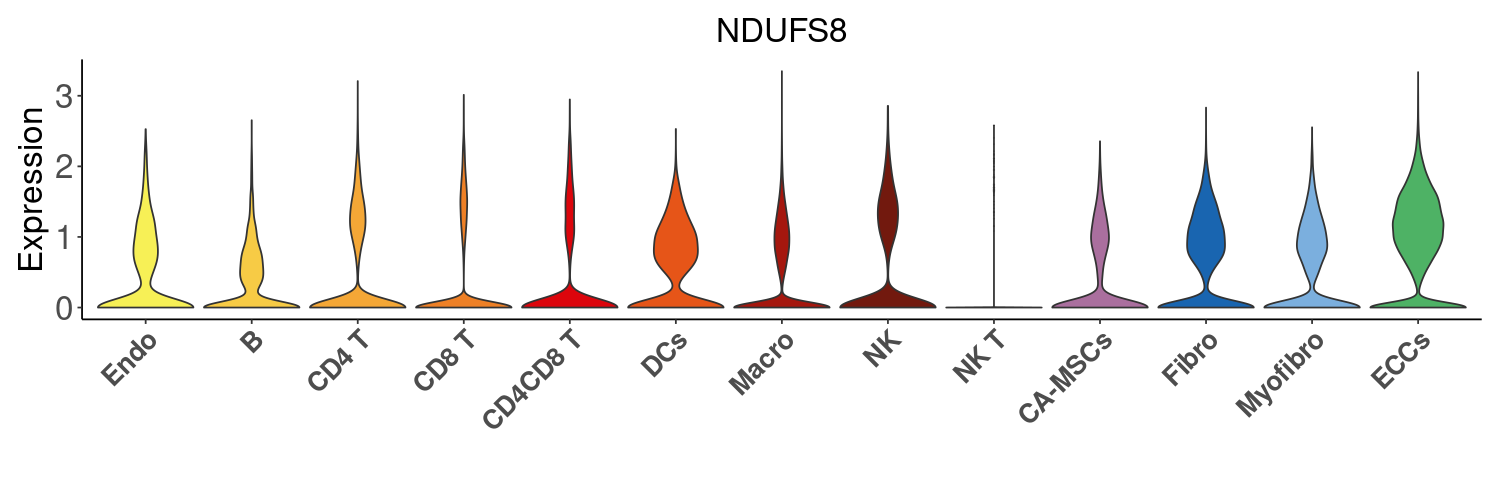 NDUFS8
Expression
3
2
1
0
Endo
B
CD4 T
CD8 T
CD4CD8 T
DCs
Macro
NK
NK T
CA-MSCs
Fibro
Myofibro
ECCs